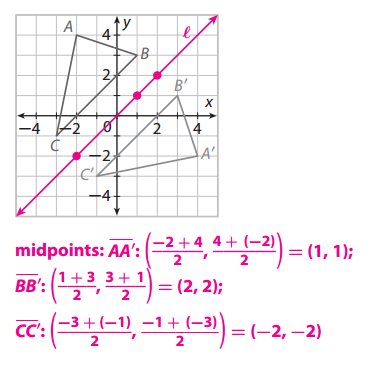 y
A
4
ℓ
B
2
B′
x
−4
−2
0
2
4
C
−2
A′
C′
−4
midpoints: AA′: (−2 + 4/2, 4 + (−2)/2) = (1, 1);
BB′: (1 + 3/2, 3 + 1/2) = (2, 2);
CC′: (−3 + (−1)/2, −1 + (−3)/2) = (−2, −2)